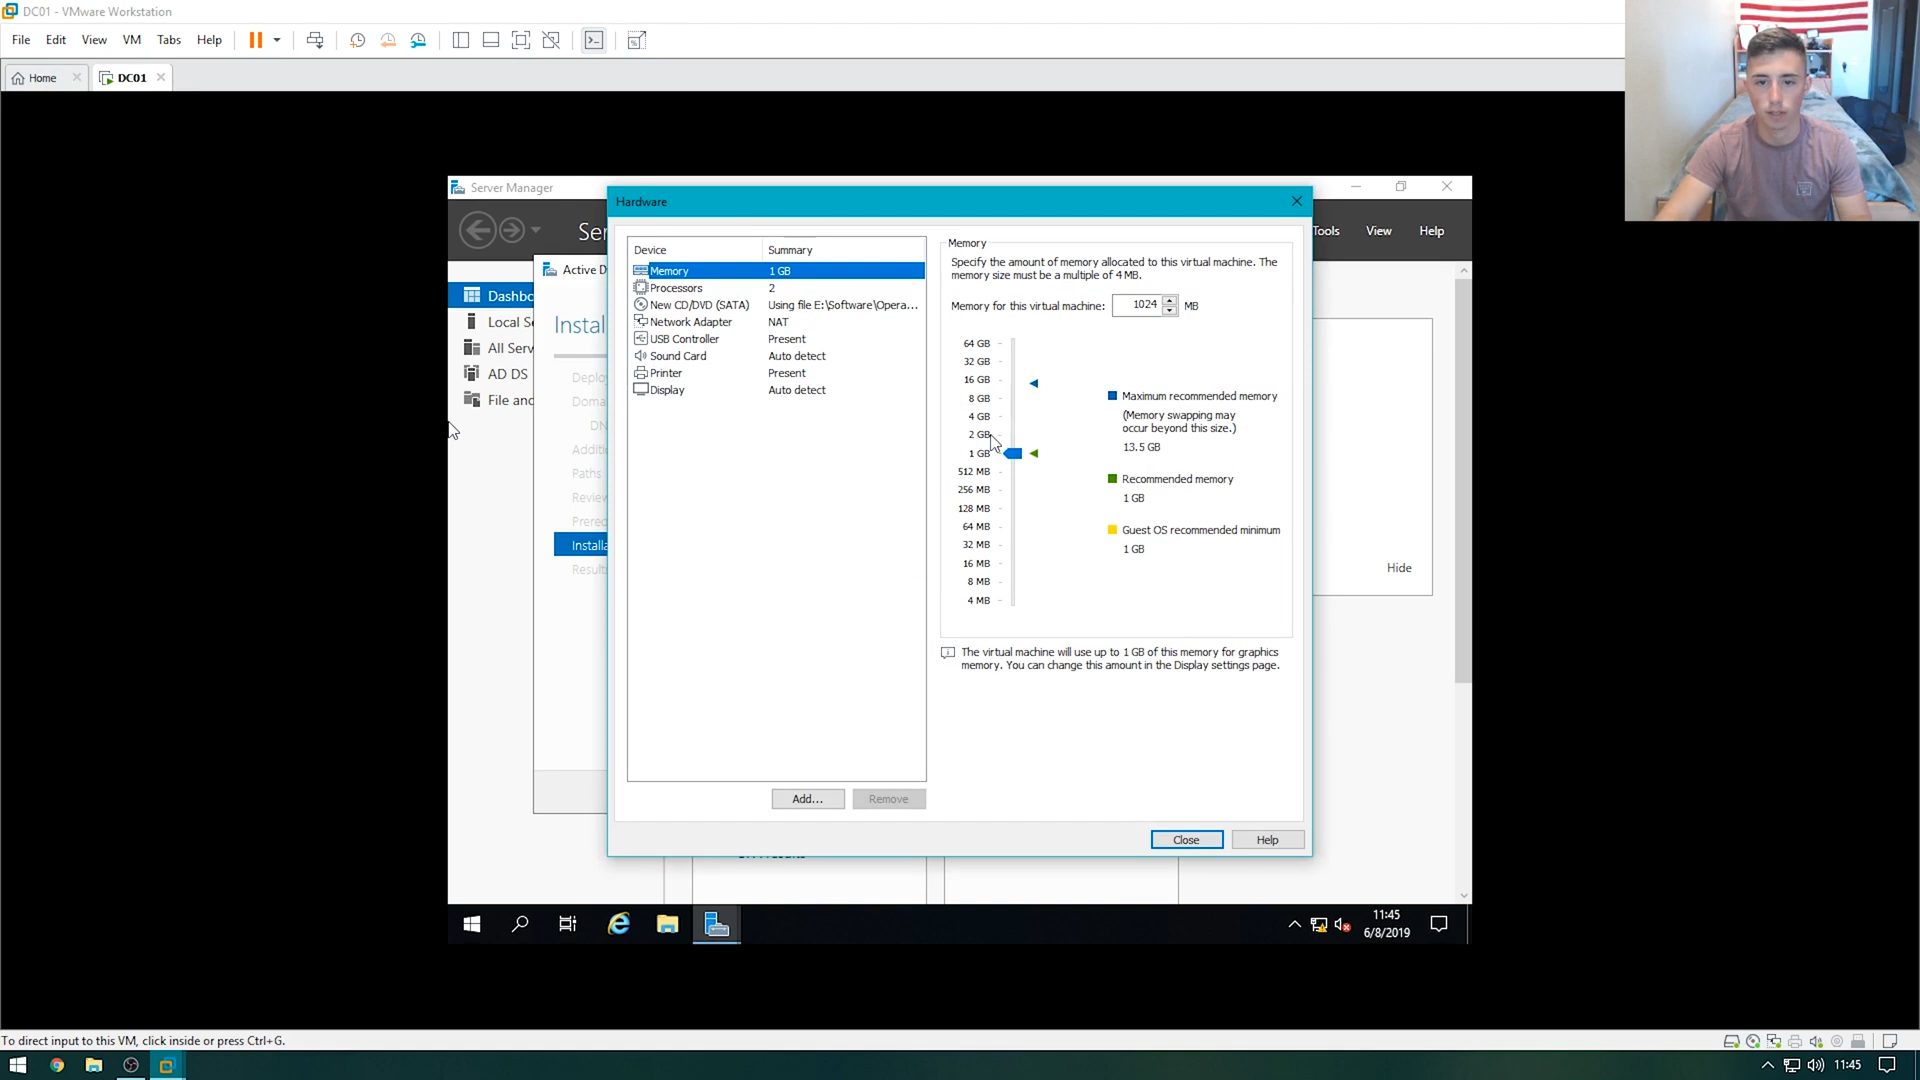 DC01 - VMware Workstation
File Edit View VM Tabs Help
Home DC01
Server Manager
Hardware
Tools View Help
Device Summary
Memory 1 GB
Processors 2
New CD/DVD (SATA) Using file E:\Software\Opera...
Network Adapter NAT
USB Controller Present
Sound Card Auto detect
Printer Present
Display Auto detect
Add... Remove
Memory
Specify the amount of memory allocated to this virtual machine. The
memory size must be a multiple of 4 MB.
Memory for this virtual machine: 1024 MB
64 GB
32 GB
16 GB
8 GB
4 GB
2 GB
1 GB
512 MB
256 MB
128 MB
64 MB
32 MB
16 MB
8 MB
4 MB
Maximum recommended memory
(Memory swapping may
occur beyond this size.)
13.5 GB
Recommended memory
1 GB
Guest OS recommended minimum
1 GB
The virtual machine will use up to 1 GB of this memory for graphics
memory. You can change this amount in the Display settings page.
Close Help
Ser
Active D
Dashbo
Local Se
All Serv
AD DS
File and
Instal
Deploy
Doma
DN
Additi
Paths
Review
Prereq
Installa
Result
Hide
11:45
6/8/2019
To direct input to this VM, click inside or press Ctrl+G.
11:45